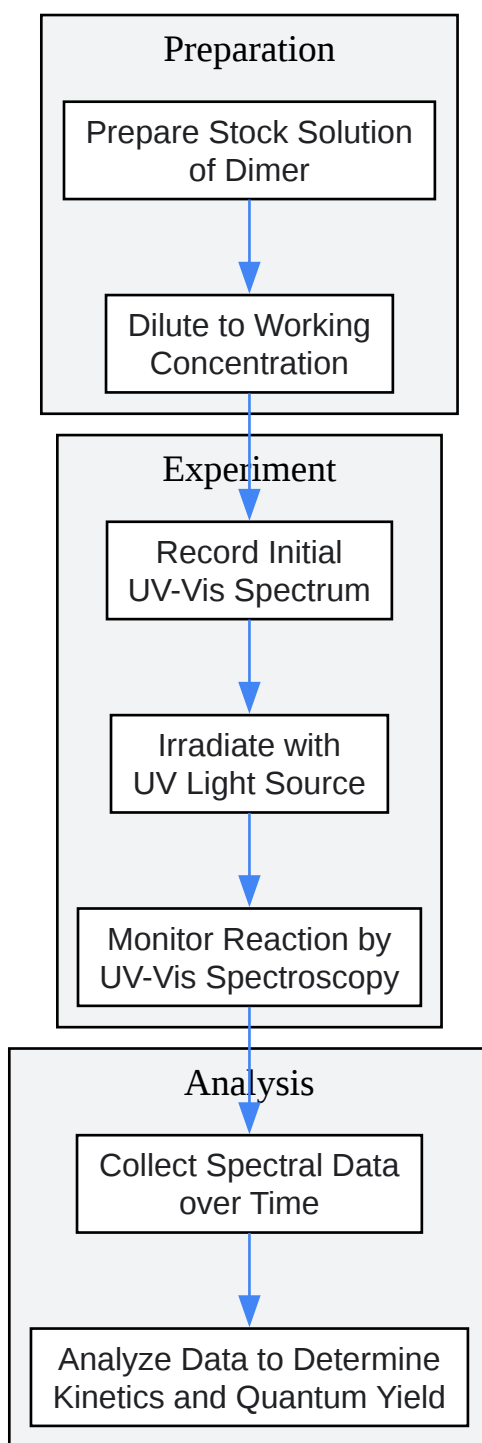 Preparation
Prepare Stock Solution
of Dimer
Dilute to Working
Concentration
Experiment
Record Initial
UV-Vis Spectrum
Irradiate with
UV Light Source
Monitor Reaction by
UV-Vis Spectroscopy
Analysis
Collect Spectral Data
over Time
Analyze Data to Determine
Kinetics and Quantum Yield